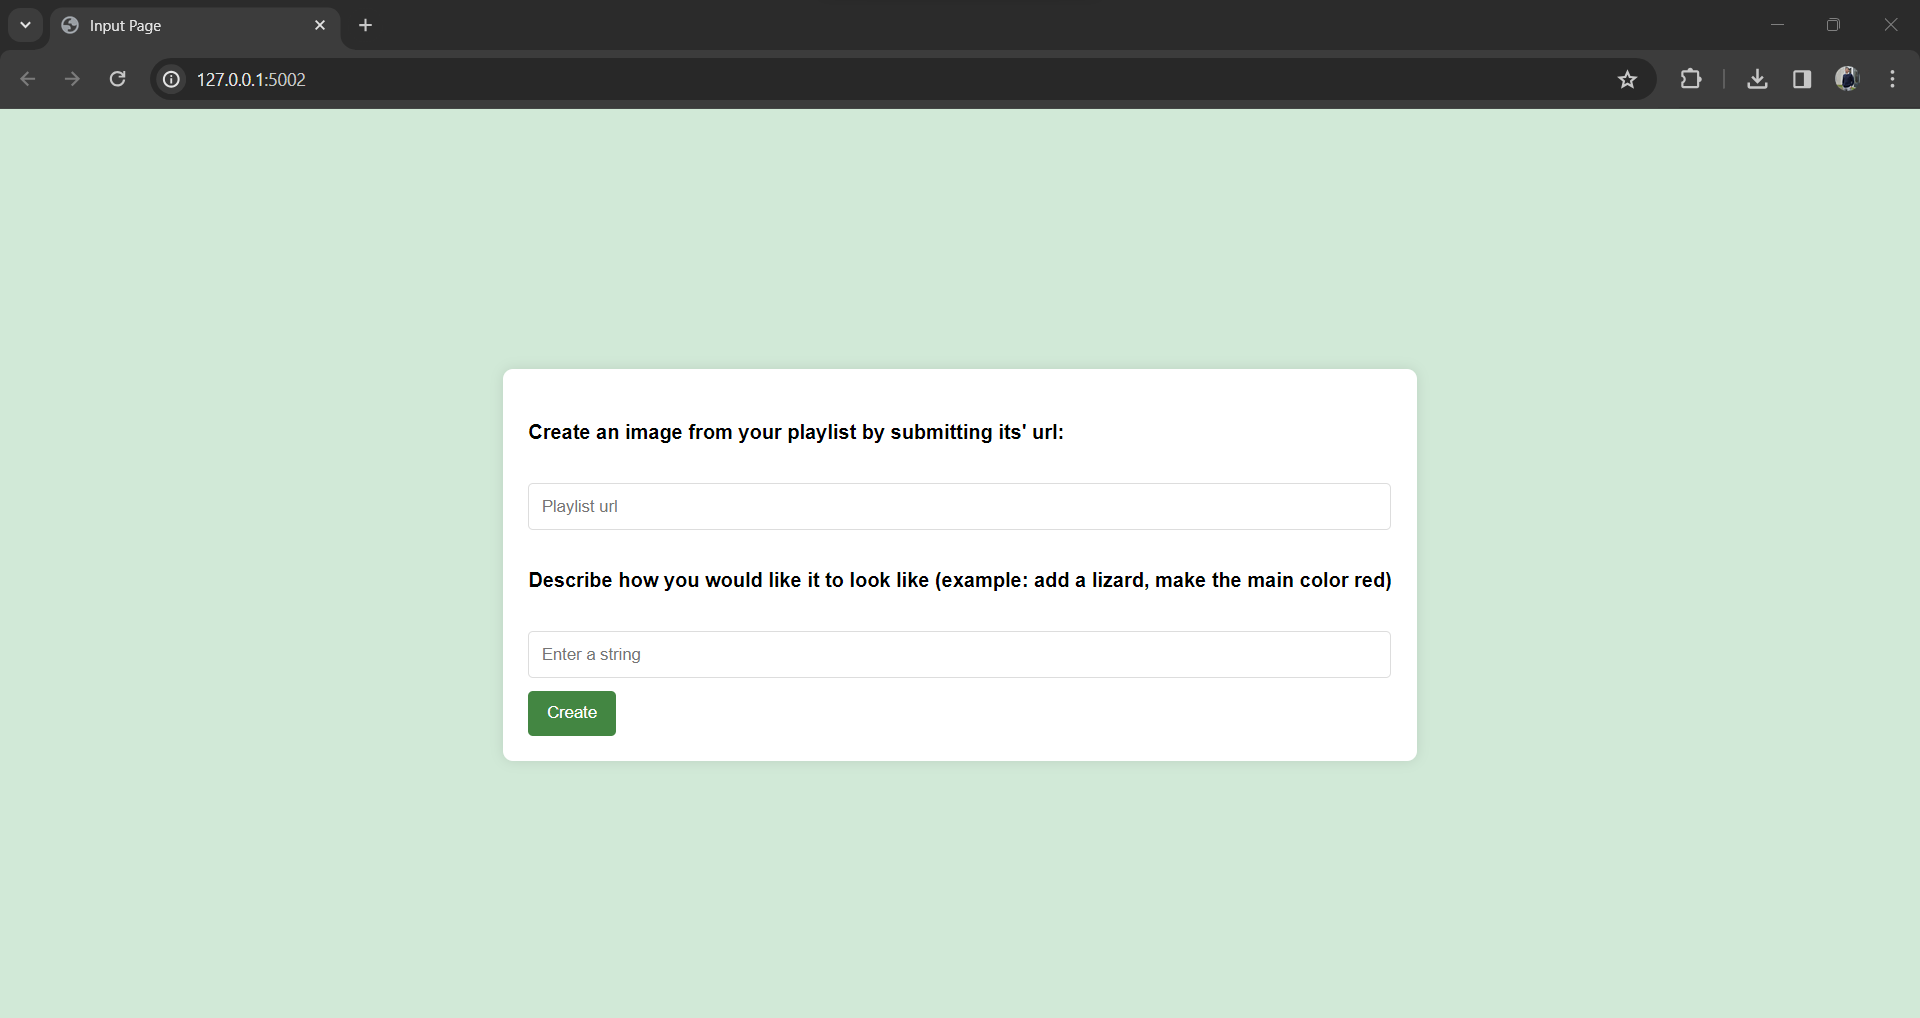 Input Page
127.0.0.1:5002
Create an image from your playlist by submitting its' url:
Playlist url
Describe how you would like it to look like (example: add a lizard, make the main color red)
Enter a string
Create